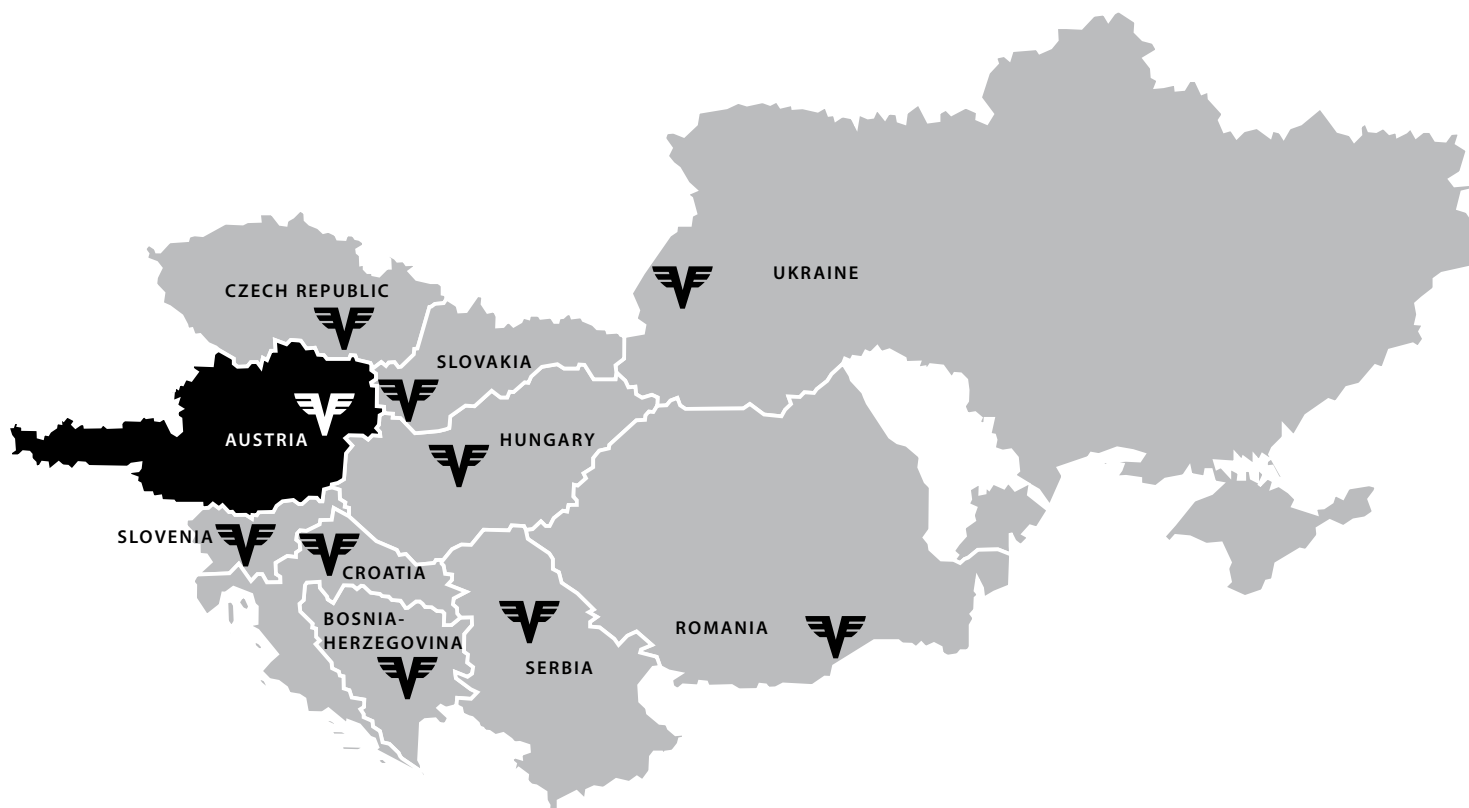 UKRAINE
CZECH REPUBLIC
SLOVAKIA
AUSTRIA
HUNGARY
SLOVENIA
CROATIA
BOSNIA-
HERZEGOVINA
ROMANIA
SERBIA